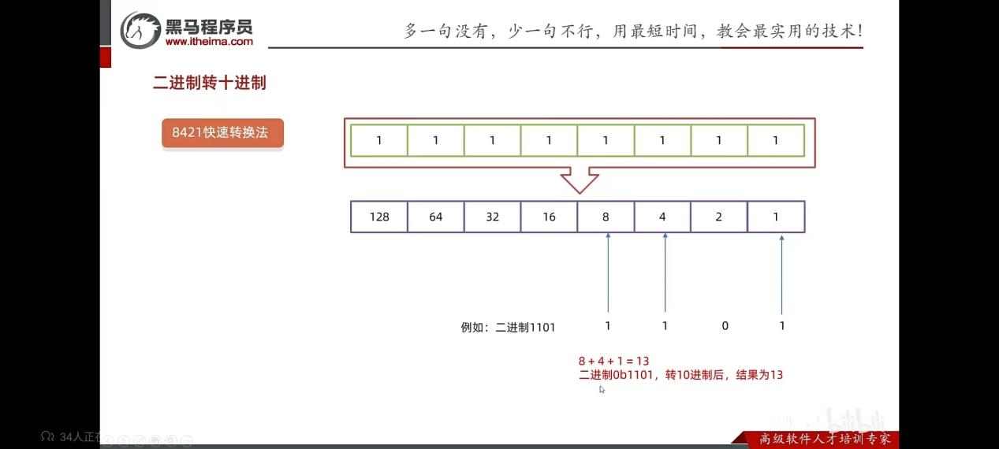 黑马程序员
www.itheima.com
多一句没有，少一句不行，用最短时间，教会最实用的技术！
二进制转十进制
8421快速转换法
1 1 1 1 1 1 1 1
128 64 32 16 8 4 2 1
例如：二进制1101 1 1 0 1
8 + 4 + 1 = 13
二进制0b1101，转10进制后，结果为13
bilibili
34人正在
高级软件人才培训专家